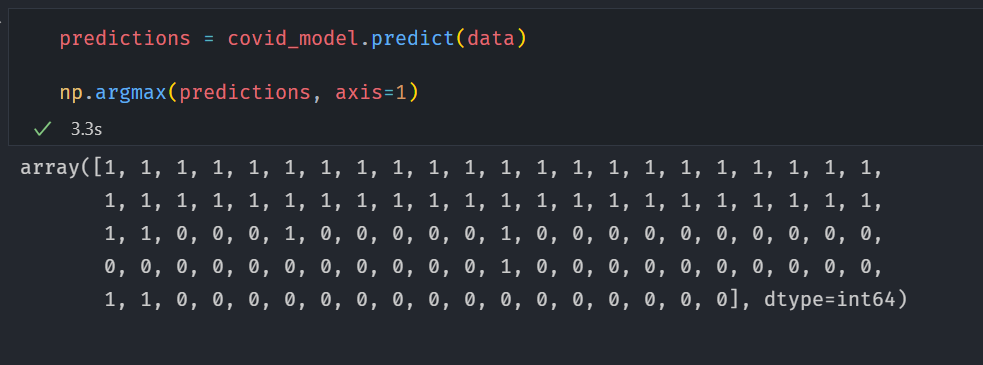 predictions = covid_model.predict(data)
np.argmax(predictions, axis=1)
3.3s
array([1, 1, 1, 1, 1, 1, 1, 1, 1, 1, 1, 1, 1, 1, 1, 1, 1, 1, 1, 1, 1, 1,
1, 1, 1, 1, 1, 1, 1, 1, 1, 1, 1, 1, 1, 1, 1, 1, 1, 1, 1, 1, 1, 1,
1, 1, 0, 0, 0, 1, 0, 0, 0, 0, 0, 1, 0, 0, 0, 0, 0, 0, 0, 0, 0, 0,
0, 0, 0, 0, 0, 0, 0, 0, 0, 0, 0, 1, 0, 0, 0, 0, 0, 0, 0, 0, 0, 0,
1, 1, 0, 0, 0, 0, 0, 0, 0, 0, 0, 0, 0, 0, 0, 0, 0, 0], dtype=int64)